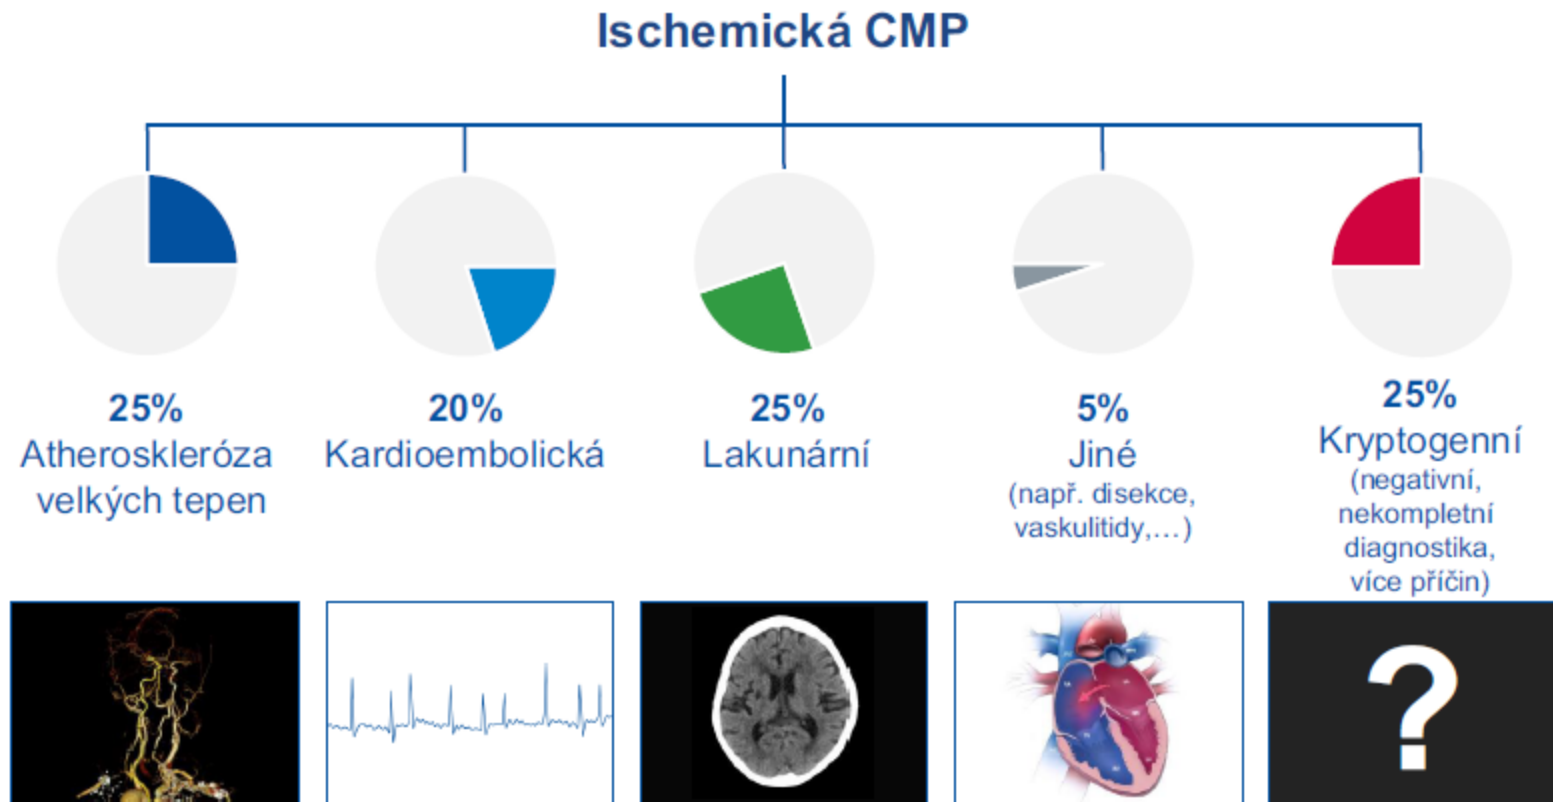 Ischemická CMP
25%
Atheroskleróza
velkých tepen
20%
Kardioembolická
25%
Lakunární
5%
Jiné
(např. disekce,
vaskulitidy,…)
25%
Kryptogenní
(negativní,
nekompletní
diagnostika,
více příčin)
?